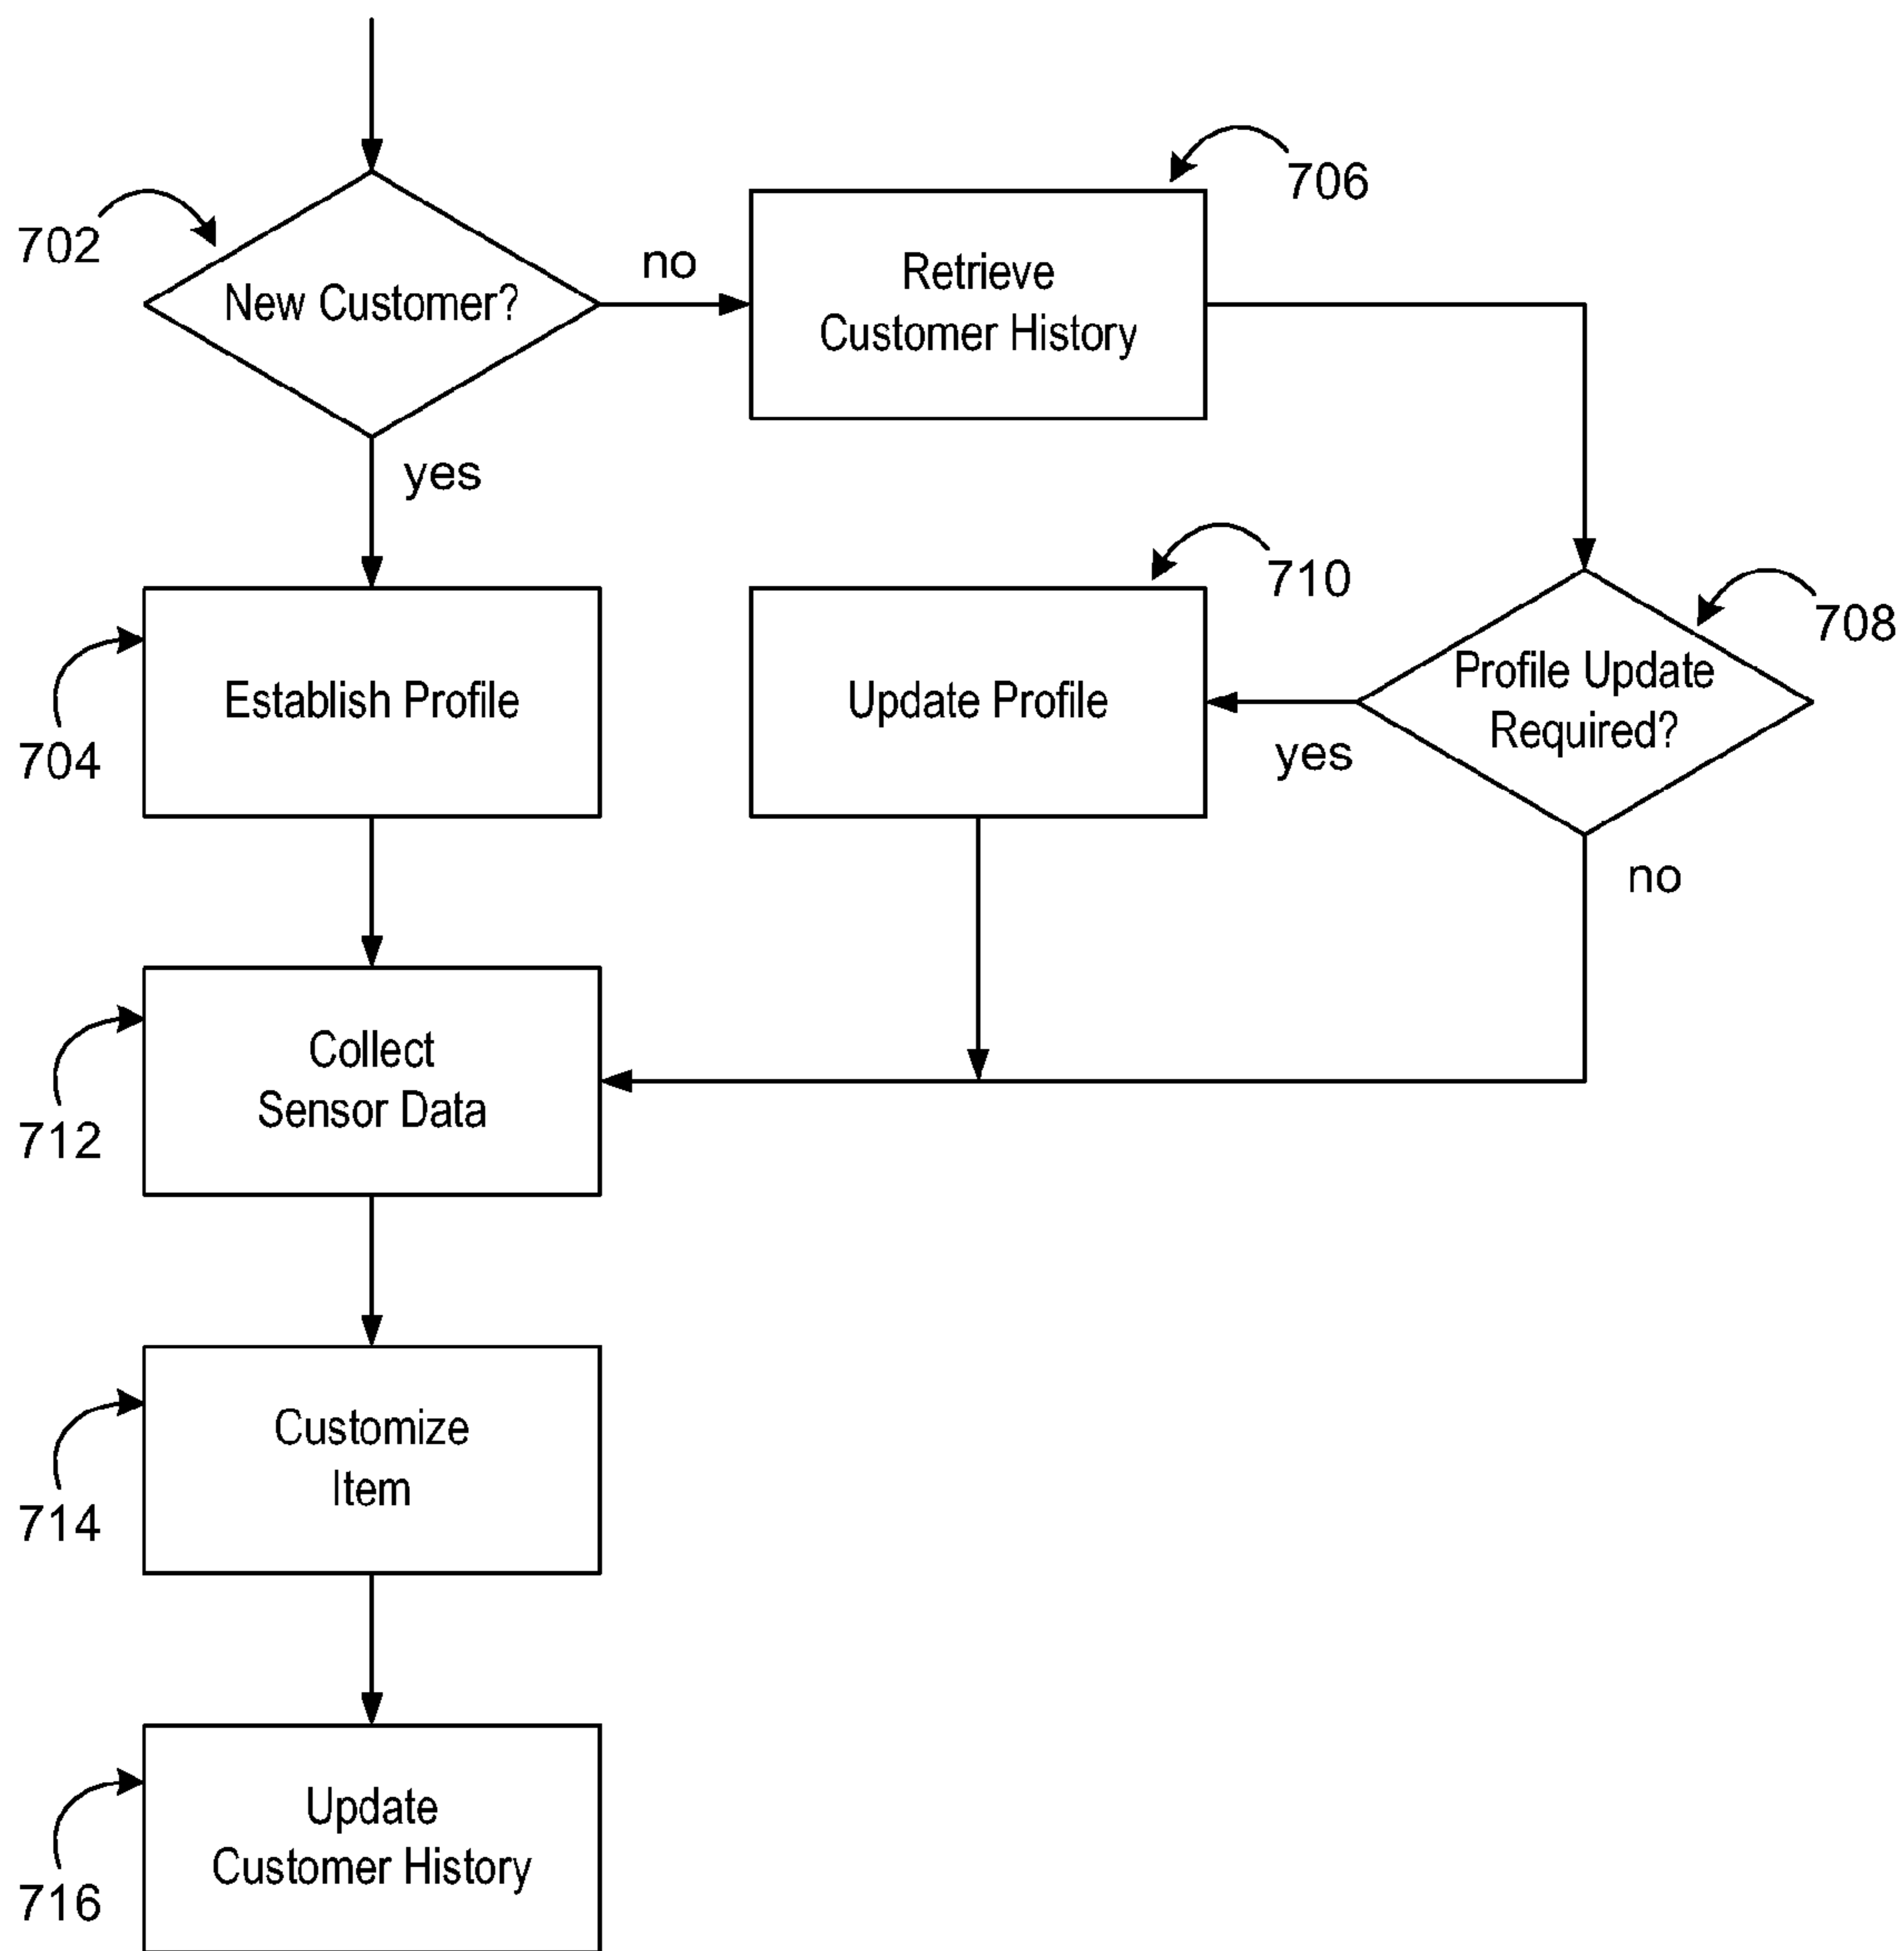 706
702
New Customer?
no
Retrieve
Customer History
yes
710
708
704
Establish Profile
Update Profile
yes
Profile Update
Required?
no
712
Collect
Sensor Data
714
Customize
Item
716
Update
Customer History